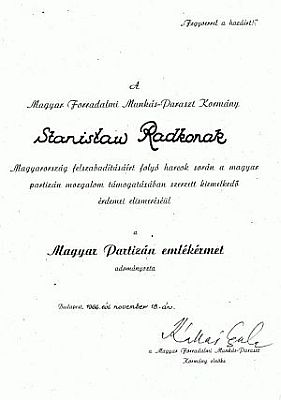 "Fegyverrel a hazáért!"
A
Magyar Forradalmi Munkás-Paraszt Kormány
Stanisław Radkonak
Magyarország felszabadításáért folyó harcok során a magyar
partizán mozgalom támogatásában szerzett kiemelkedő
érdemei elismeréséül
a
Magyar Partizán emlékérmet
adományozta
Budapest, 1966. évi november 18-án.
a Magyar Forradalmi Munkás-Paraszt
Kormány elnöke